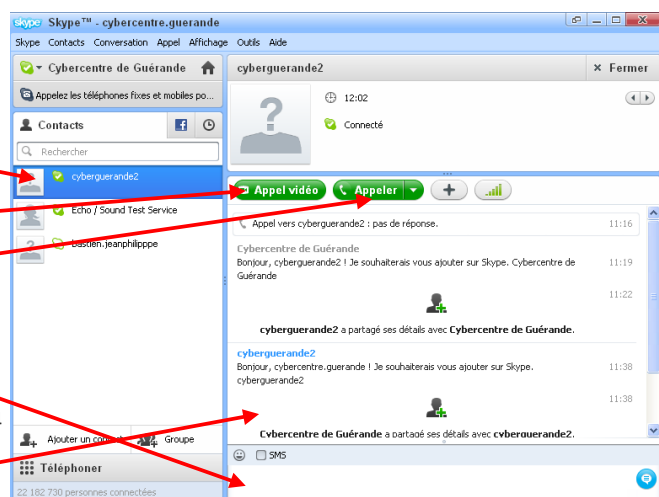 skype Skype™ - cybercentre.guerande
Skype Contacts Conversation Appel Affichage Outils Aide
Cybercentre de Guérande
Appelez les téléphones fixes et mobiles po...
Contacts
Rechercher
cyberguerande2
Echo / Sound Test Service
bastien.jeanphilipppe
Ajouter un contact Groupe
Téléphoner
22 182 730 personnes connectées
cyberguerande2 × Fermer
12:02
Connecté
Appel vidéo Appeler
Appel vers cyberguerande2 : pas de réponse. 11:16
Cybercentre de Guérande
Bonjour, cyberguerande2 ! Je souhaiterais vous ajouter sur Skype. Cybercentre de 11:19
Guérande
11:22
cyberguerande2 a partagé ses détails avec Cybercentre de Guérande.
cyberguerande2
Bonjour, cybercentre.guerande ! Je souhaiterais vous ajouter sur Skype. 11:38
cyberguerande2
11:38
Cybercentre de Guérande a partagé ses détails avec cyberguerande2.
SMS